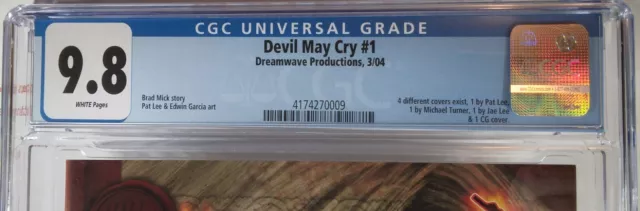 CGC UNIVERSAL GRADE
9.8
WHITE Pages
Devil May Cry #1
Dreamwave Productions, 3/04
Brad Mick story
Pat Lee & Edwin Garcia art
4174270009
4 different covers exist, 1 by Pat Lee,
1 by Michael Turner, 1 by Jae Lee
& 1 CG cover
CGC